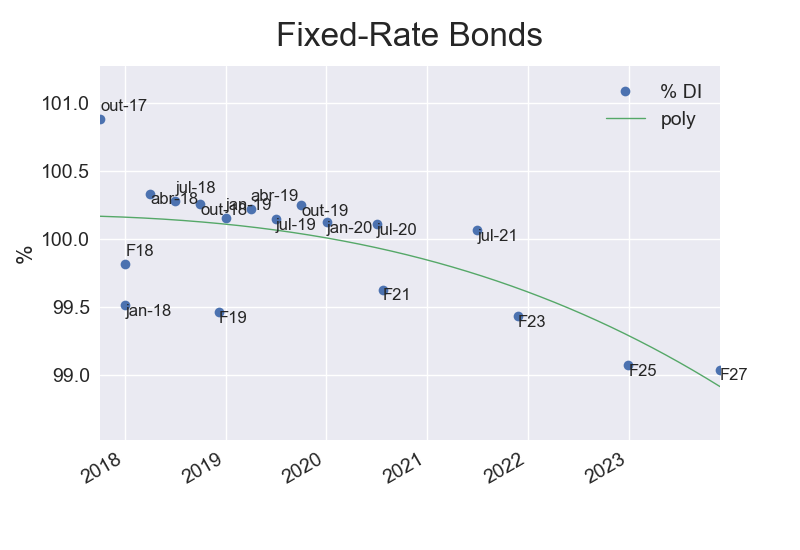 Fixed-Rate Bonds
% DI
poly
%
101.0
100.5
100.0
99.5
99.0
out-17
abr-18
jul-18
out-18
jan-19
abr-19
jul-19
out-19
jan-20
jul-20
jul-21
F18
jan-18
F19
F21
F23
F25
F27
2018
2019
2020
2021
2022
2023